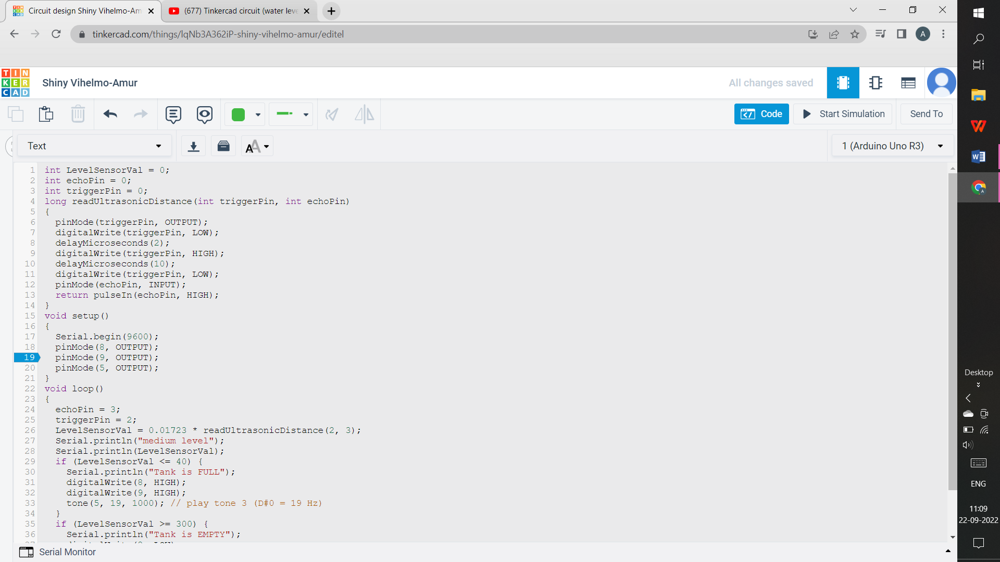 Circuit design Shiny Vihelmo-Am
(677) Tinkercad circuit (water leve
tinkercad.com/things/lqNb3A362iP-shiny-vihelmo-amur/editel
A
TIN
KER
CAD
Shiny Vihelmo-Amur
All changes saved
Code
Start Simulation
Send To
Text
1 (Arduino Uno R3)
1 int LevelSensorVal = 0;
2 int echoPin = 0;
3 int triggerPin = 0;
4 long readUltrasonicDistance(int triggerPin, int echoPin)
5 {
6 pinMode(triggerPin, OUTPUT);
7 digitalWrite(triggerPin, LOW);
8 delayMicroseconds(2);
9 digitalWrite(triggerPin, HIGH);
10 delayMicroseconds(10);
11 digitalWrite(triggerPin, LOW);
12 pinMode(echoPin, INPUT);
13 return pulseIn(echoPin, HIGH);
14 }
15 void setup()
16 {
17 Serial.begin(9600);
18 pinMode(8, OUTPUT);
19 pinMode(9, OUTPUT);
20 pinMode(5, OUTPUT);
21 }
22 void loop()
23 {
24 echoPin = 3;
25 triggerPin = 2;
26 LevelSensorVal = 0.01723 * readUltrasonicDistance(2, 3);
27 Serial.println("medium level");
28 Serial.println(LevelSensorVal);
29 if (LevelSensorVal <= 40) {
30 Serial.println("Tank is FULL");
31 digitalWrite(8, HIGH);
32 digitalWrite(9, HIGH);
33 tone(5, 19, 1000); // play tone 3 (D#0 = 19 Hz)
34 }
35 if (LevelSensorVal >= 300) {
36 Serial.println("Tank is EMPTY");
Serial Monitor
Desktop
ENG
11:09
22-09-2022